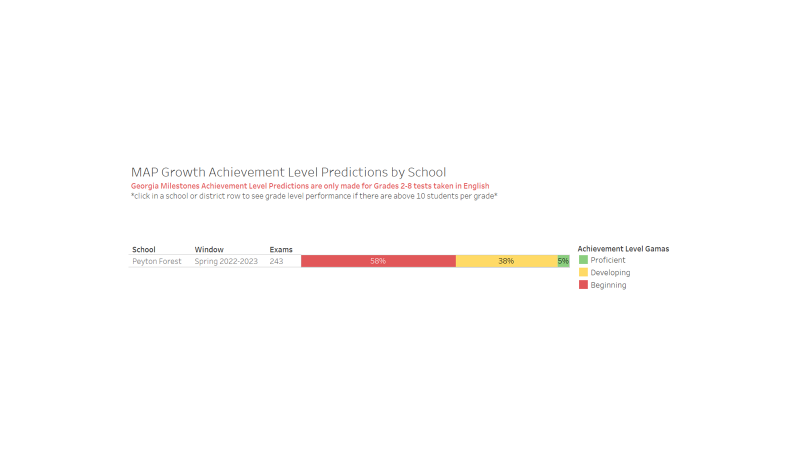 MAP Growth Achievement Level Predictions by School
Georgia Milestones Achievement Level Predictions are only made for Grades 2-8 tests taken in English
*click in a school or district row to see grade level performance if there are above 10 students per grade*
School Window Exams
Peyton Forest Spring 2022-2023 243 58% 38% 5%
Achievement Level Gamas
Proficient
Developing
Beginning